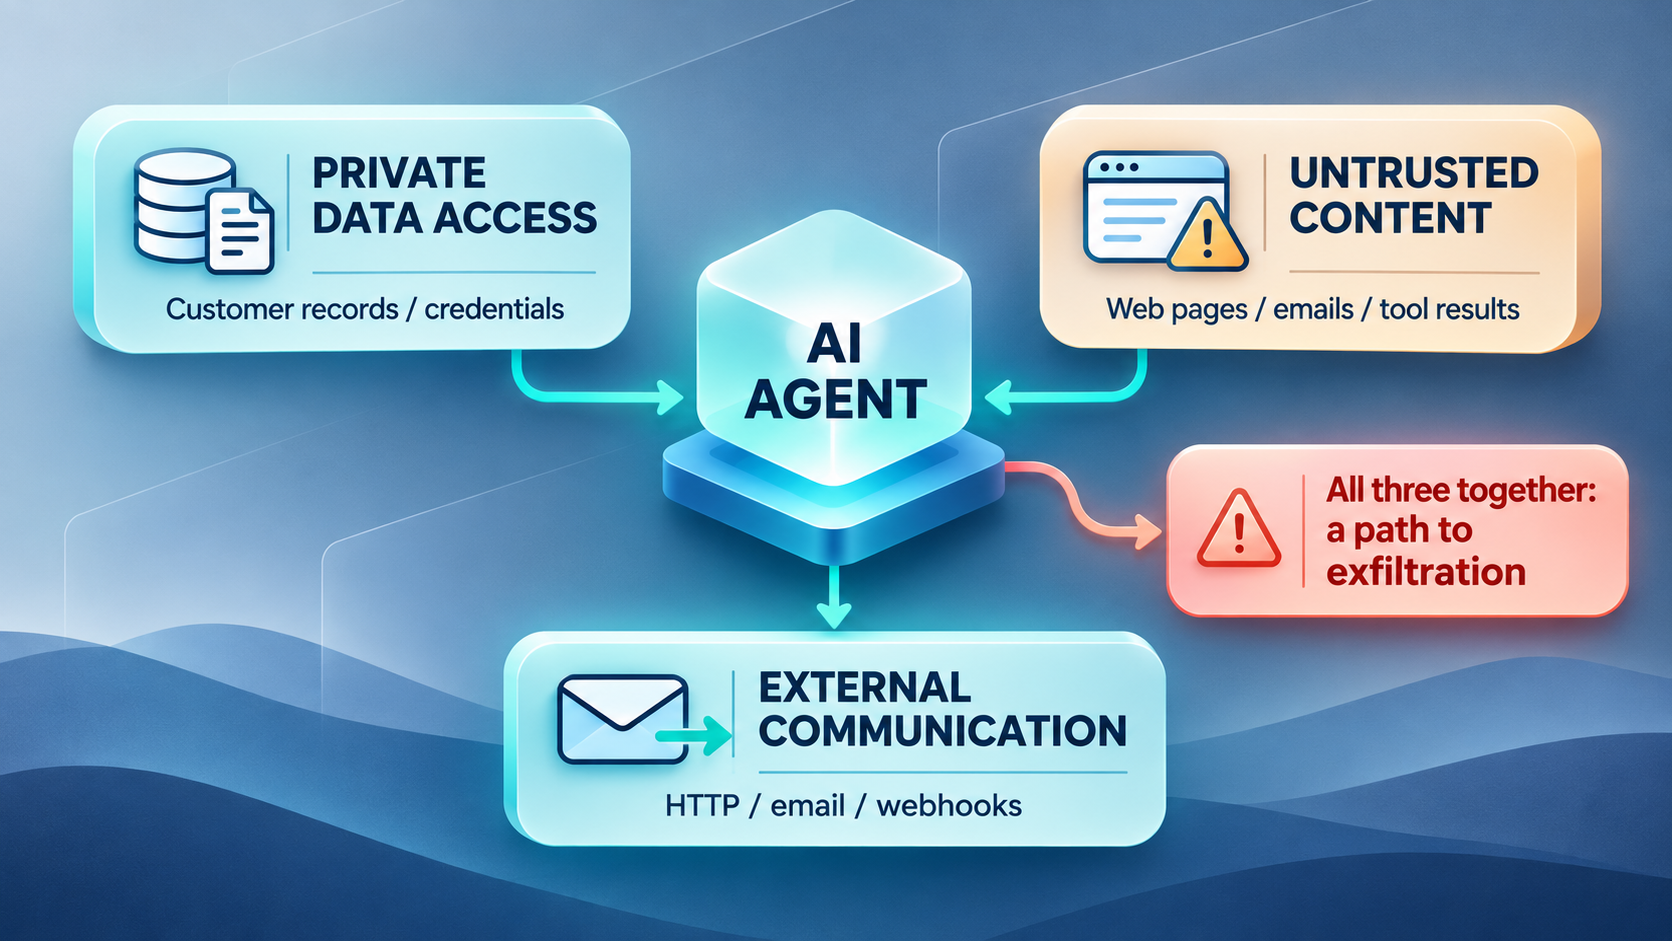 PRIVATE
DATA ACCESS
Customer records / credentials
UNTRUSTED
CONTENT
Web pages / emails / tool results
AI
AGENT
All three together:
a path to
exfiltration
EXTERNAL
COMMUNICATION
HTTP / email / webhooks